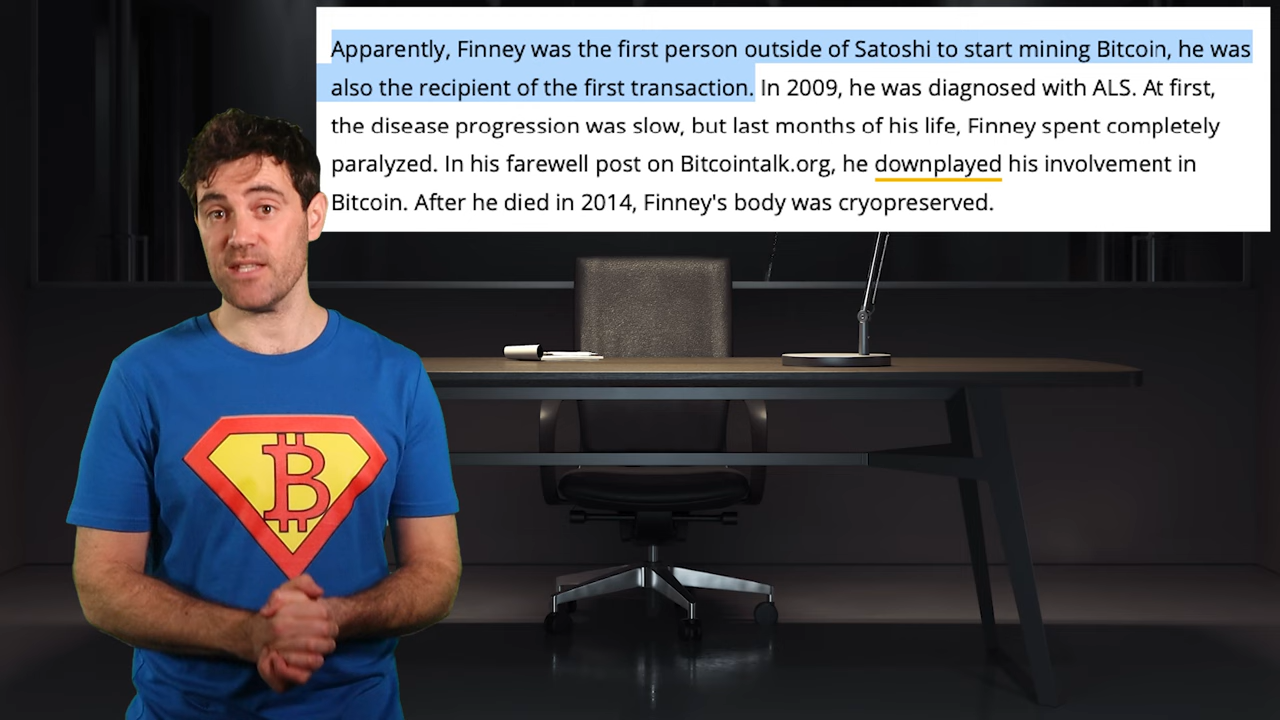 Apparently, Finney was the first person outside of Satoshi to start mining Bitcoin, he was
also the recipient of the first transaction. In 2009, he was diagnosed with ALS. At first,
the disease progression was slow, but last months of his life, Finney spent completely
paralyzed. In his farewell post on Bitcointalk.org, he downplayed his involvement in
Bitcoin. After he died in 2014, Finney's body was cryopreserved.